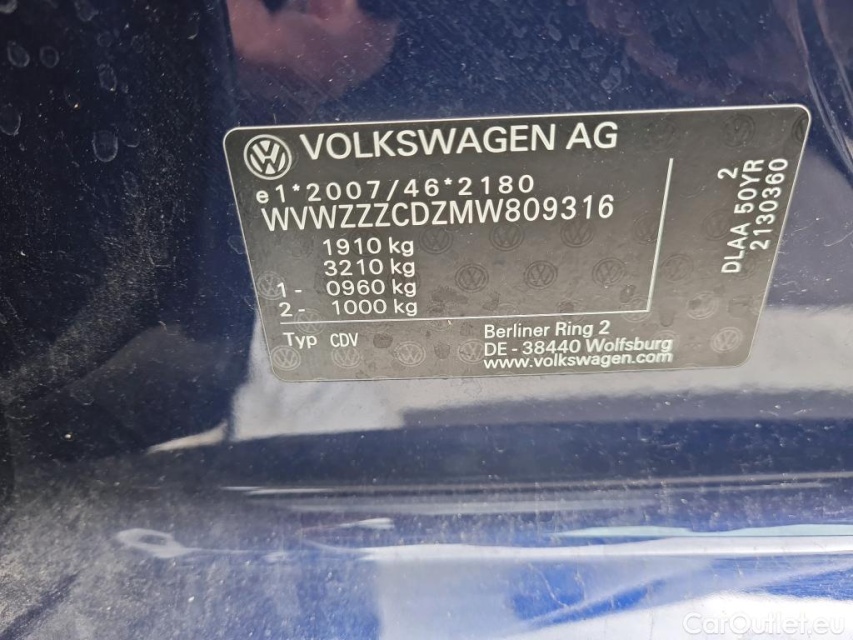 VOLKSWAGEN AG
e1*2007/46*2180
WVWZZZCDZMW809316
1910 kg
3210 kg
1 - 0960 kg
2 - 1000 kg
Typ CDV
Berliner Ring 2
DE - 38440 Wolfsburg
www.volkswagen.com
2
DLAA 50YR
2130360
CarOutlet.eu